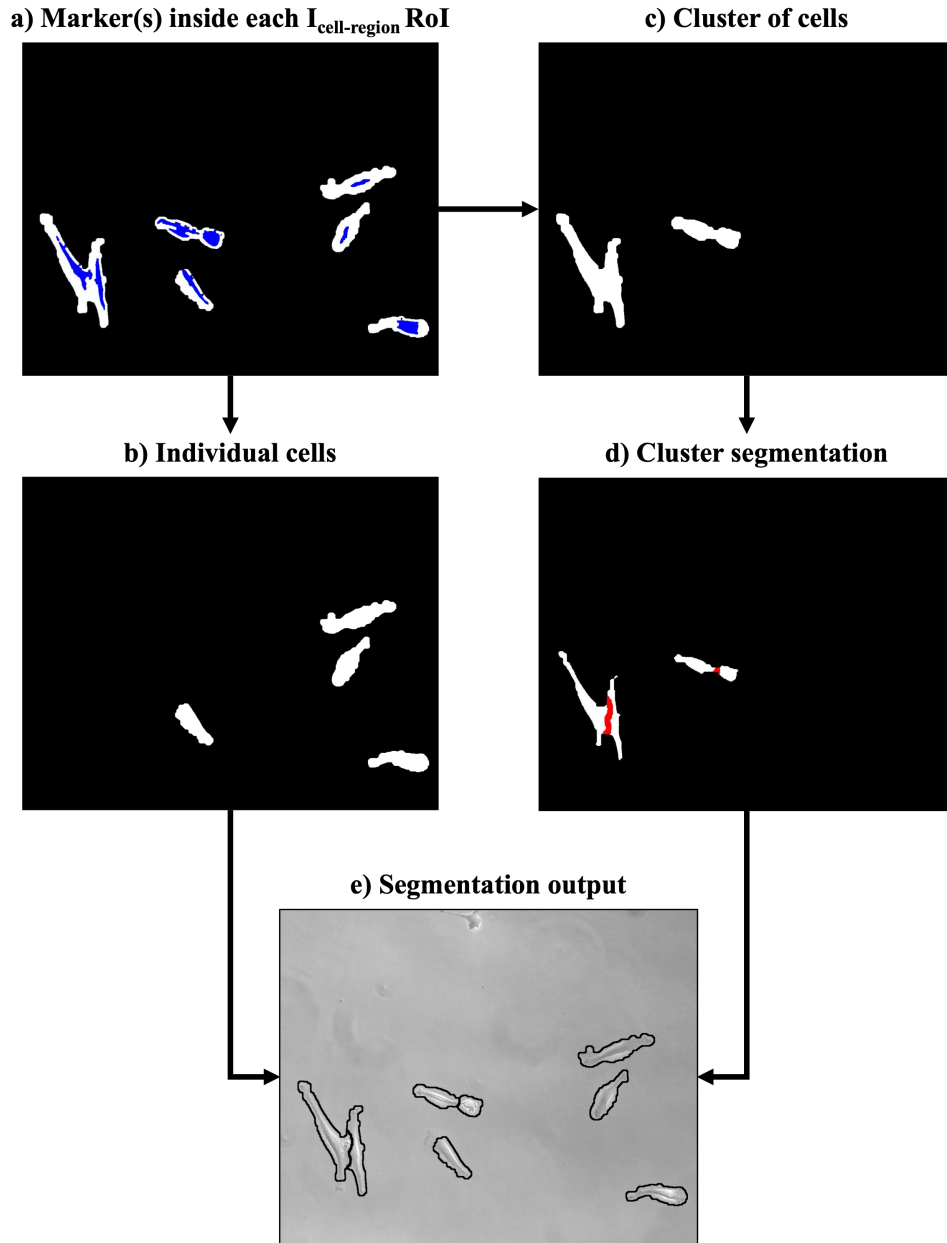 a) Marker(s) inside each Icell-region RoI
c) Cluster of cells
b) Individual cells
d) Cluster segmentation
e) Segmentation output